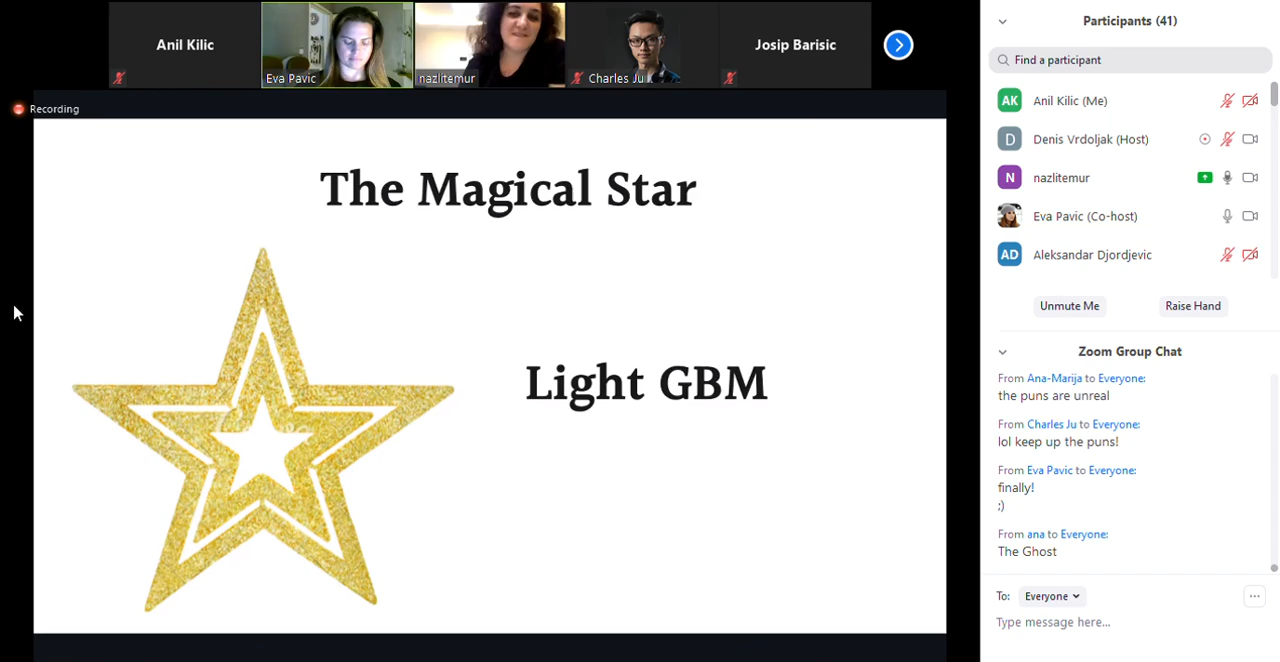 Anil Kilic
Eva Pavic
nazlitemur
Charles Ju
Josip Barisic
Recording
The Magical Star
Light GBM
Participants (41)
Find a participant
AK
Anil Kilic (Me)
D
Denis Vrdoljak (Host)
N
nazlitemur
Eva Pavic (Co-host)
AD
Aleksandar Djordjevic
Unmute Me
Raise Hand
Zoom Group Chat
From Ana-Marija to Everyone:
the puns are unreal
From Charles Ju to Everyone:
lol keep up the puns!
From Eva Pavic to Everyone:
finally!
;)
From ana to Everyone:
The Ghost
To: Everyone
Type message here...